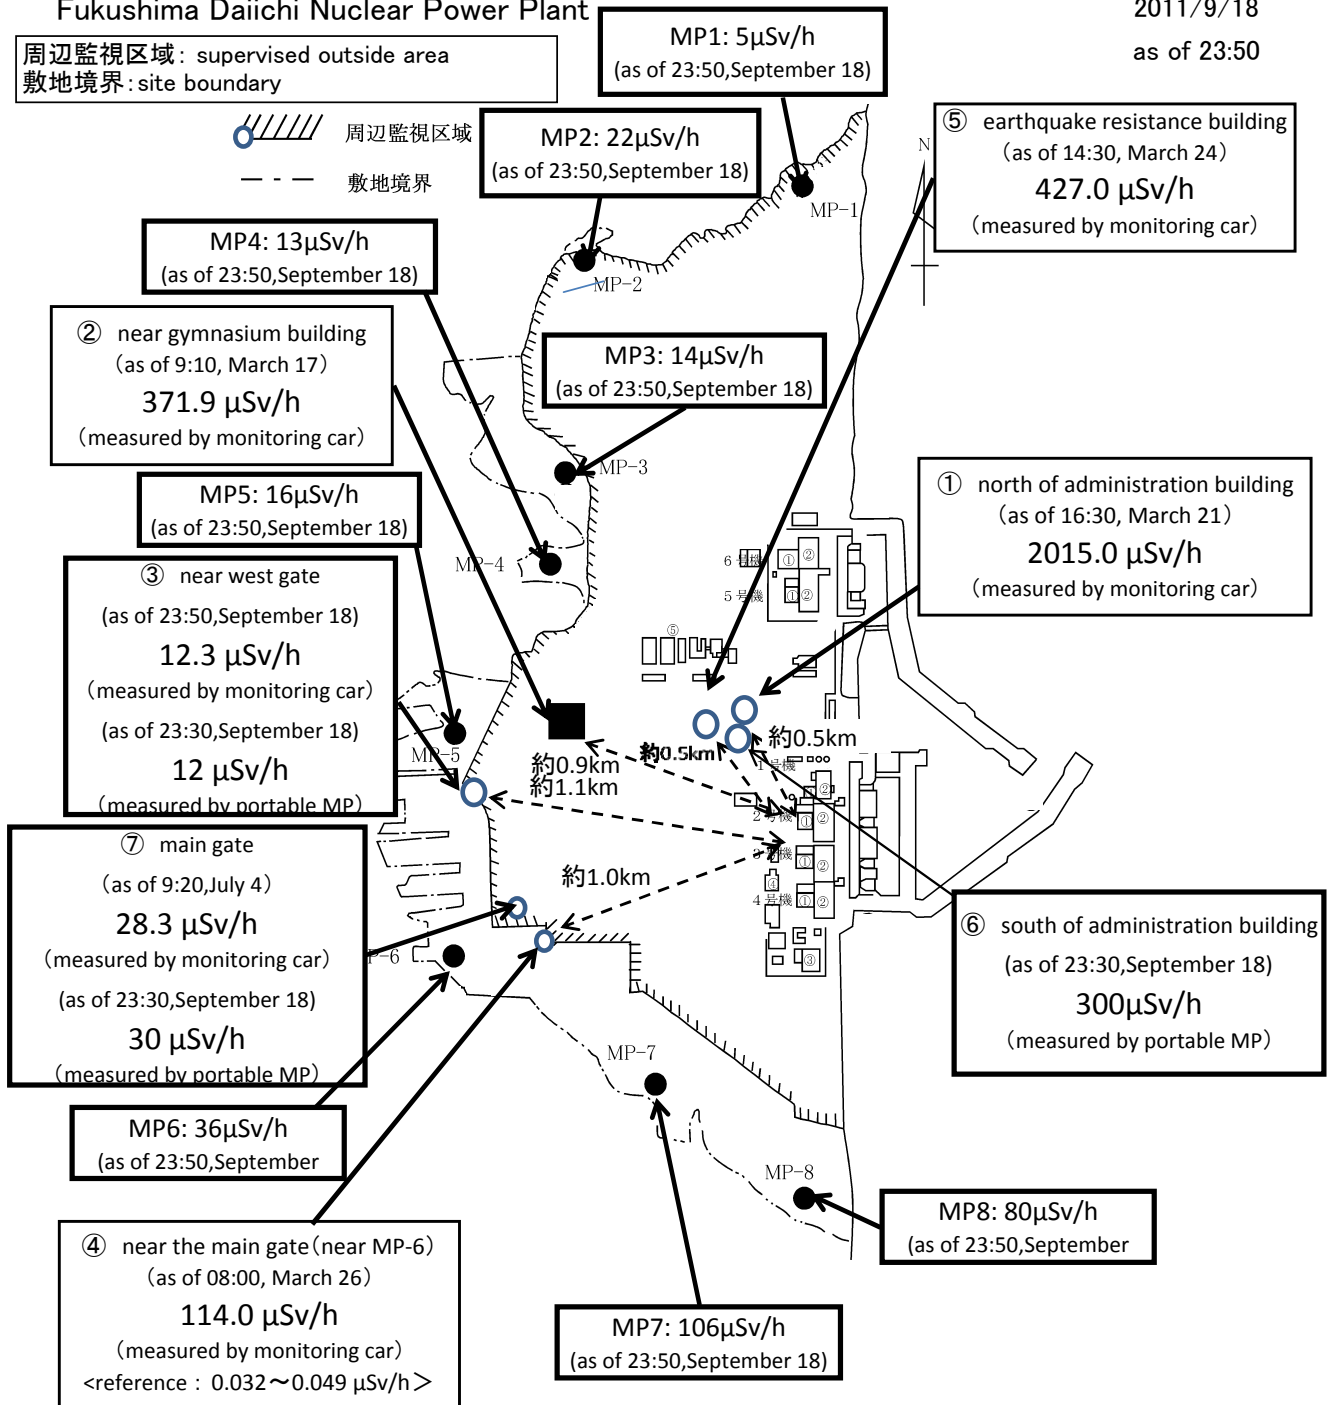 Fukushima Daiichi Nuclear Power Plant
2011/9/18
as of 23:50
周辺監視区域: supervised outside area
敷地境界:site boundary
周辺監視区域
敷地境界
N
MP1: 5μSv/h
(as of 23:50,September 18)
MP2: 22μSv/h
(as of 23:50,September 18)
⑤ earthquake resistance building
(as of 14:30, March 24)
427.0 μSv/h
(measured by monitoring car)
MP-1
MP4: 13μSv/h
(as of 23:50,September 18)
MP-2
② near gymnasium building
(as of 9:10, March 17)
371.9 μSv/h
(measured by monitoring car)
MP3: 14μSv/h
(as of 23:50,September 18)
MP-3
MP5: 16μSv/h
(as of 23:50,September 18)
① north of administration building
(as of 16:30, March 21)
2015.0 μSv/h
(measured by monitoring car)
MP-4
③ near west gate
(as of 23:50,September 18)
12.3 μSv/h
(measured by monitoring car)
(as of 23:30,September 18)
12 μSv/h
(measured by portable MP)
6号機
① ②
5号機
① ②
⑤
MP-5
約0.9km
約1.1km
約0.5km
約0.5km
1号機
②
2号機
① ②
3号機
① ②
④
4号機
① ②
③
約1.0km
⑦ main gate
(as of 9:20,July 4)
28.3 μSv/h
(measured by monitoring car)
(as of 23:30,September 18)
30 μSv/h
(measured by portable MP)
P-6
⑥ south of administration building
(as of 23:30,September 18)
300μSv/h
(measured by portable MP)
MP-7
MP6: 36μSv/h
(as of 23:50,September
MP-8
MP8: 80μSv/h
(as of 23:50,September
④ near the main gate(near MP-6)
(as of 08:00, March 26)
114.0 μSv/h
(measured by monitoring car)
<reference : 0.032～0.049 μSv/h>
MP7: 106μSv/h
(as of 23:50,September 18)